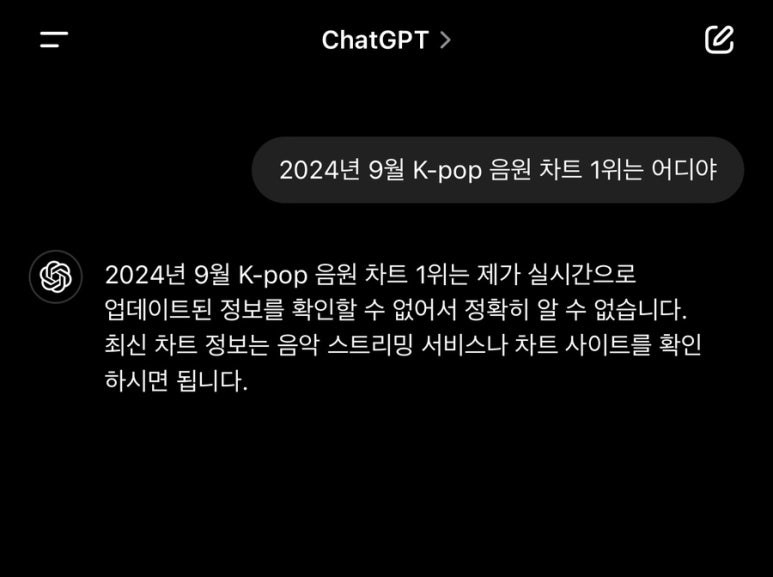 ChatGPT
2024년 9월 K-pop 음원 차트 1위는 어디야
2024년 9월 K-pop 음원 차트 1위는 제가 실시간으로
업데이트된 정보를 확인할 수 없어서 정확히 알 수 없습니다.
최신 차트 정보는 음악 스트리밍 서비스나 차트 사이트를 확인
하시면 됩니다.